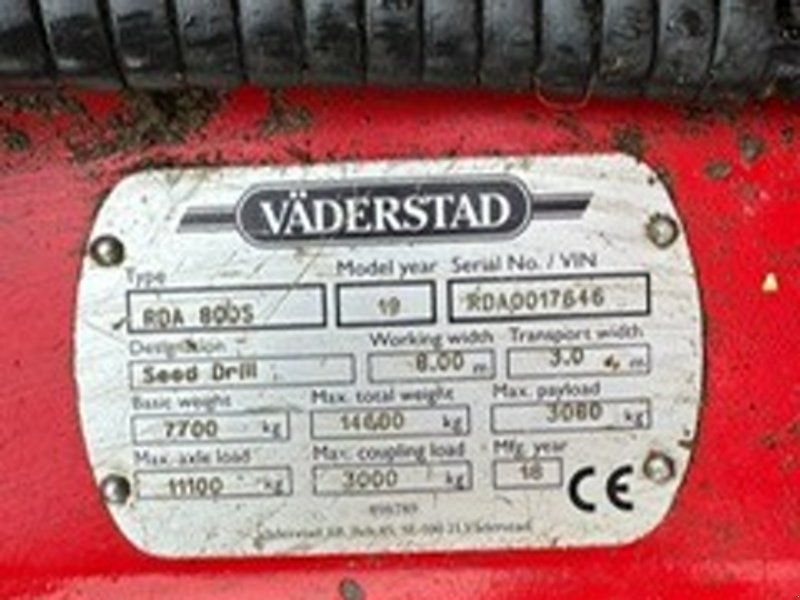 VÄDERSTAD
Type Model year Serial No. / VIN
RDA 800S 19 RDA0017646
Designation Working width Transport width
Seed Drill 8.00 m 3.0 m
Basic weight Max. total weight Max. payload
7700 kg 14600 kg 3080 kg
Max. axle load Max. coupling load Mfg. year
11100 kg 3000 kg 18 CE
Väderstad